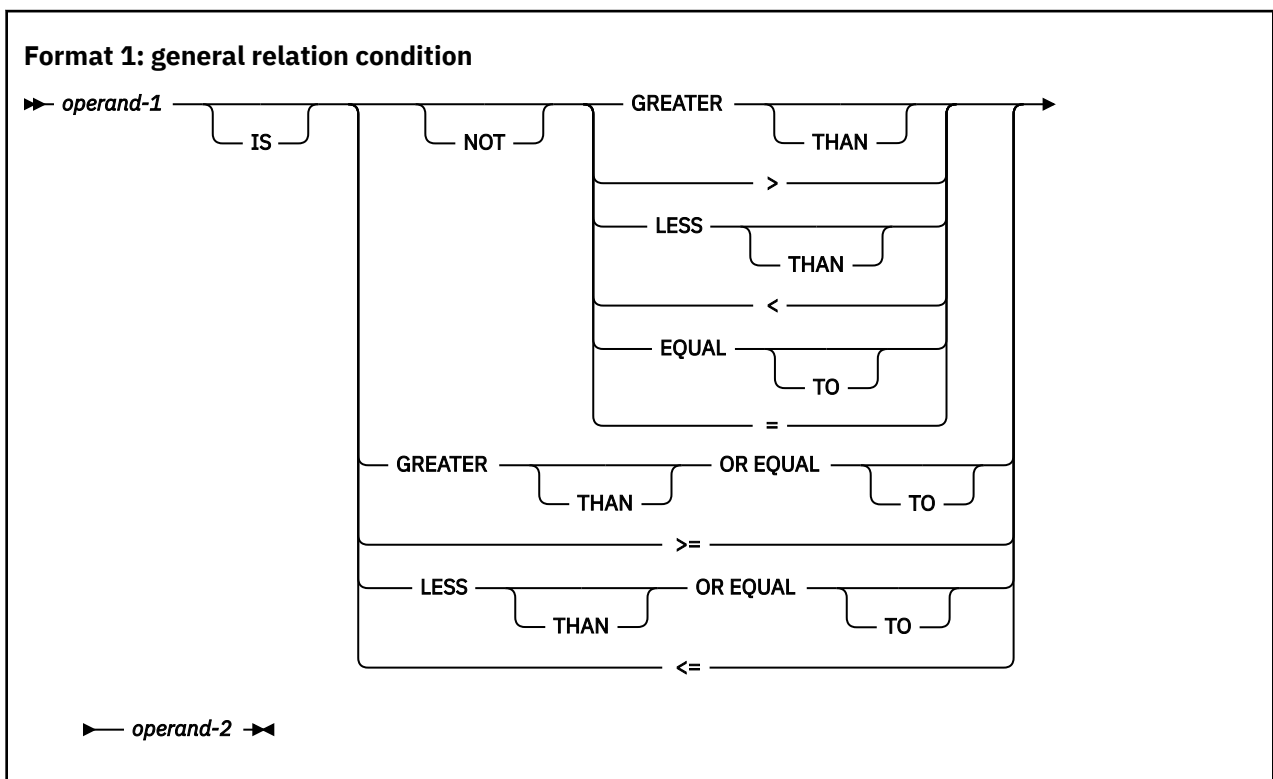 Format 1: general relation condition
operand-1 GREATER
IS NOT THAN
>
LESS
THAN
<
EQUAL
TO
=
GREATER OR EQUAL
THAN TO
>=
LESS OR EQUAL
THAN TO
<=
operand-2